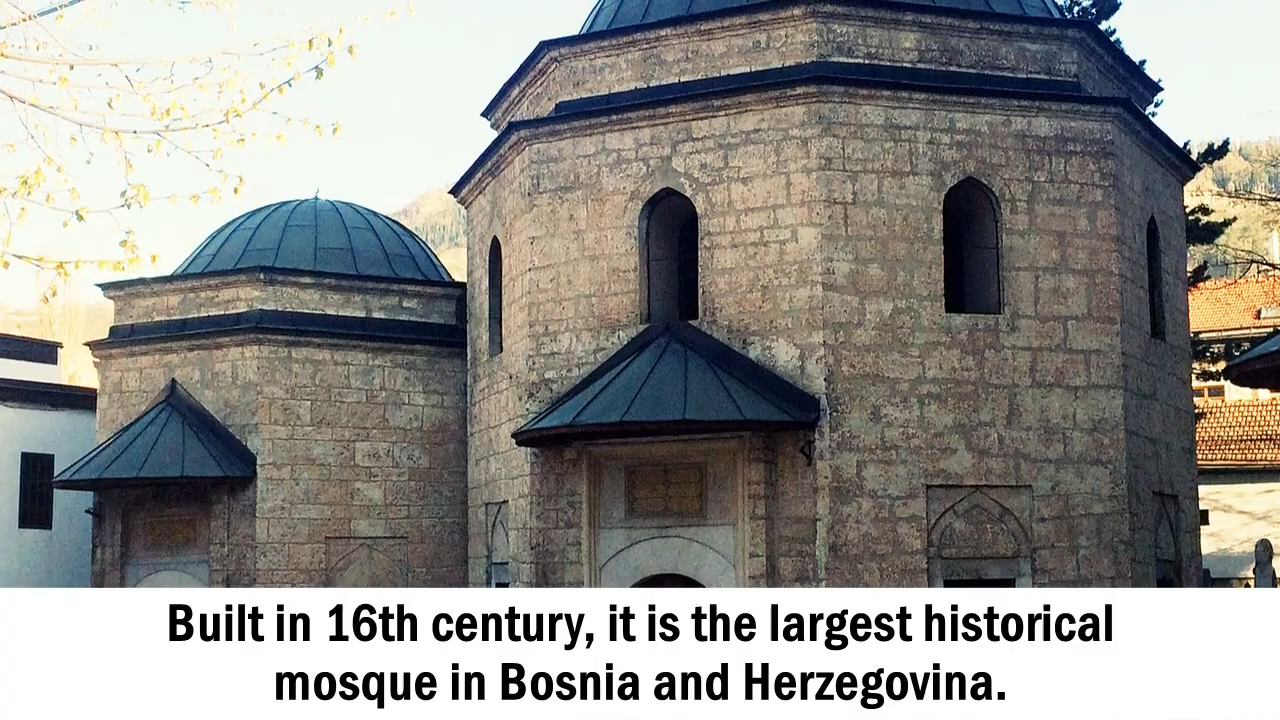 Built in 16th century, it is the largest historical
mosque in Bosnia and Herzegovina.